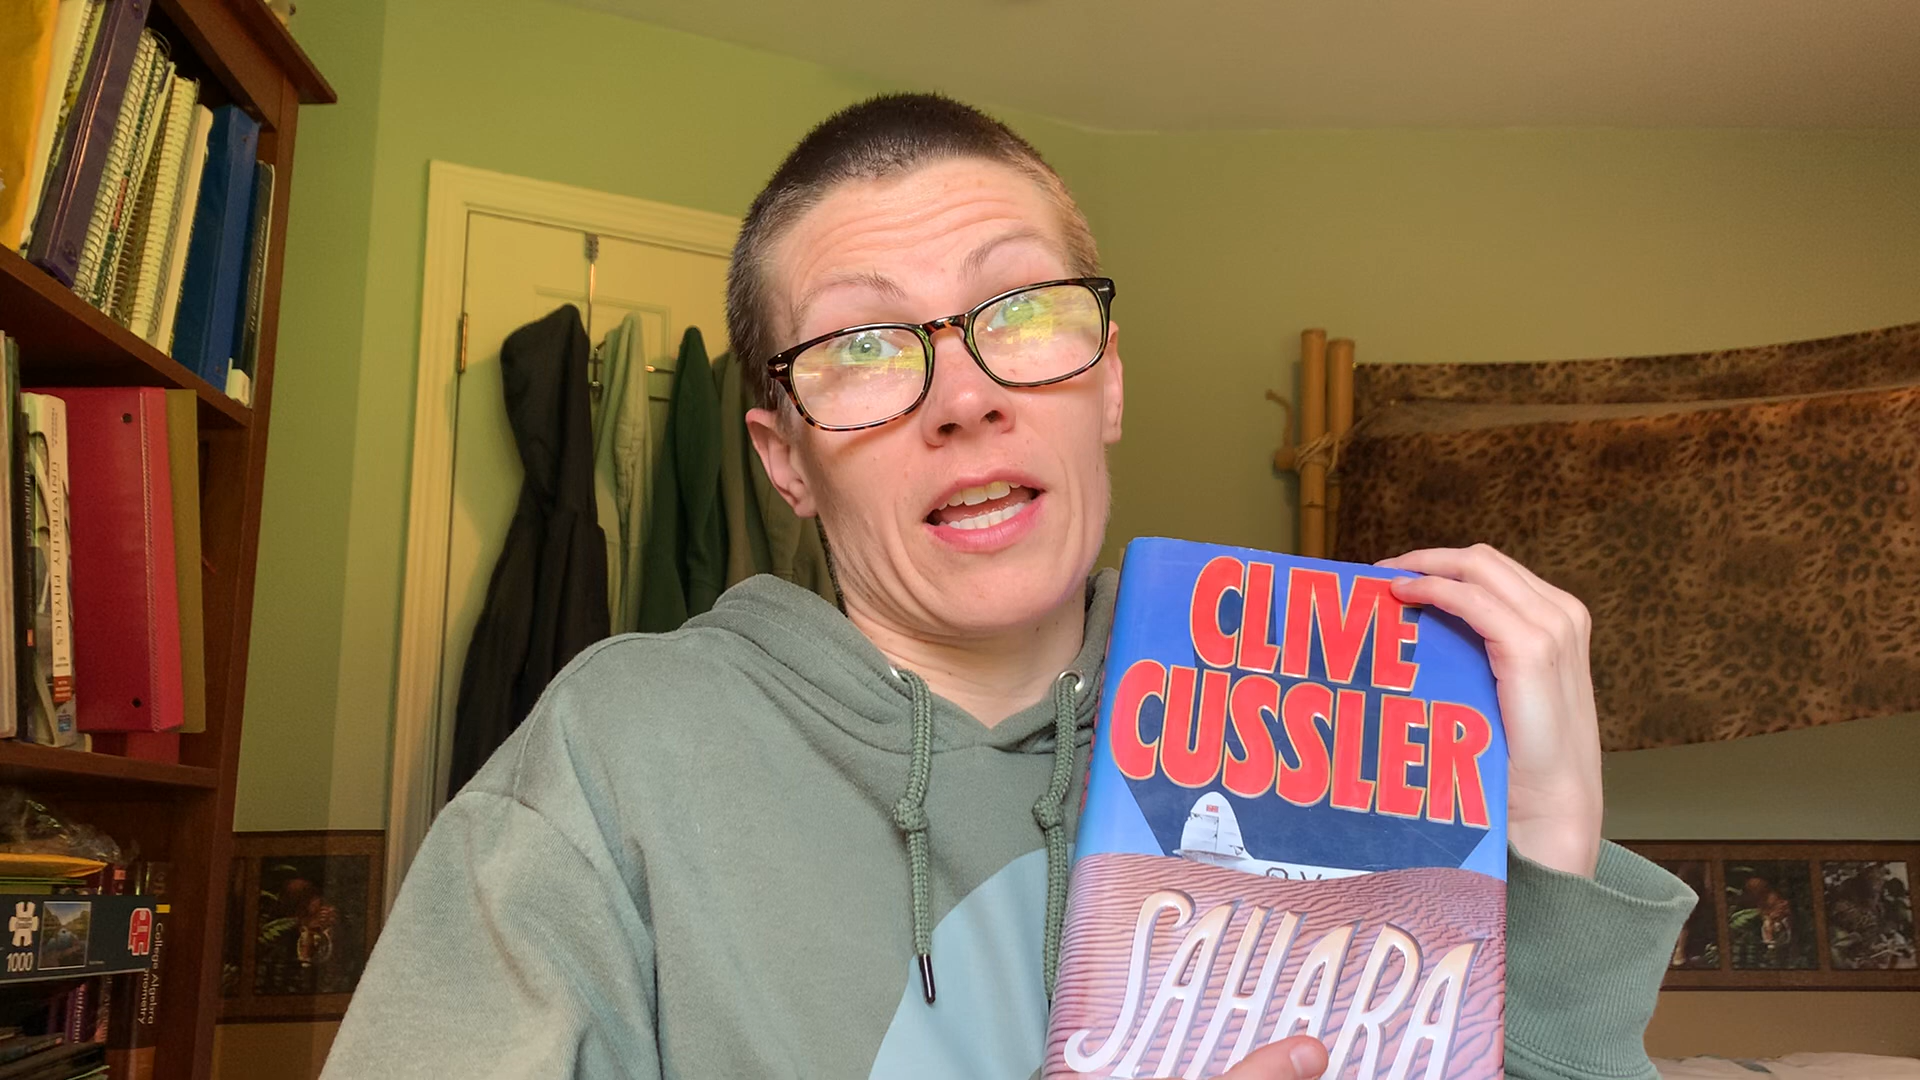 CLIVE
CUSSLER
SAHARA
UNIVERSITY PHYSICS
1000
College Algebra